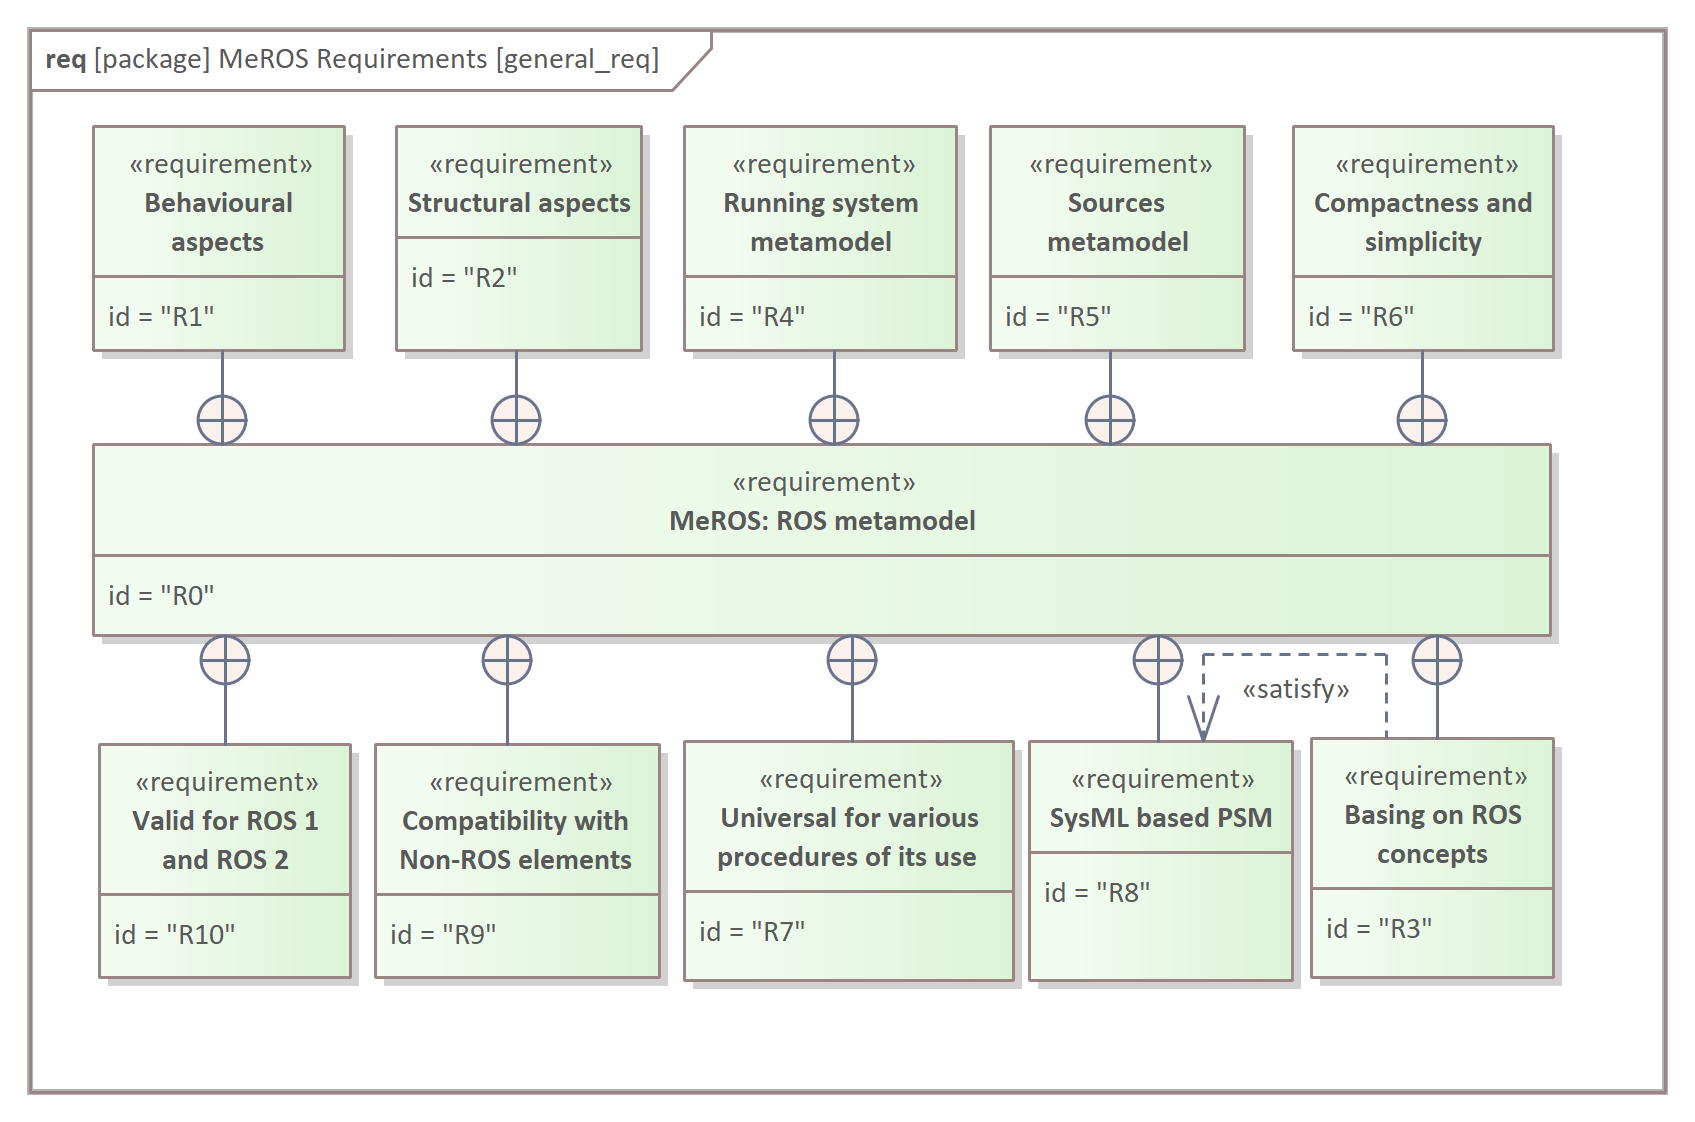 req [package] MeROS Requirements [general_req]
«requirement»
Behavioural
aspects
id = "R1"
«requirement»
Structural aspects
id = "R2"
«requirement»
Running system
metamodel
id = "R4"
«requirement»
Sources
metamodel
id = "R5"
«requirement»
Compactness and
simplicity
id = "R6"
«requirement»
MeROS: ROS metamodel
id = "R0"
«satisfy»
«requirement»
Valid for ROS 1
and ROS 2
id = "R10"
«requirement»
Compatibility with
Non-ROS elements
id = "R9"
«requirement»
Universal for various
procedures of its use
id = "R7"
«requirement»
SysML based PSM
id = "R8"
«requirement»
Basing on ROS
concepts
id = "R3"